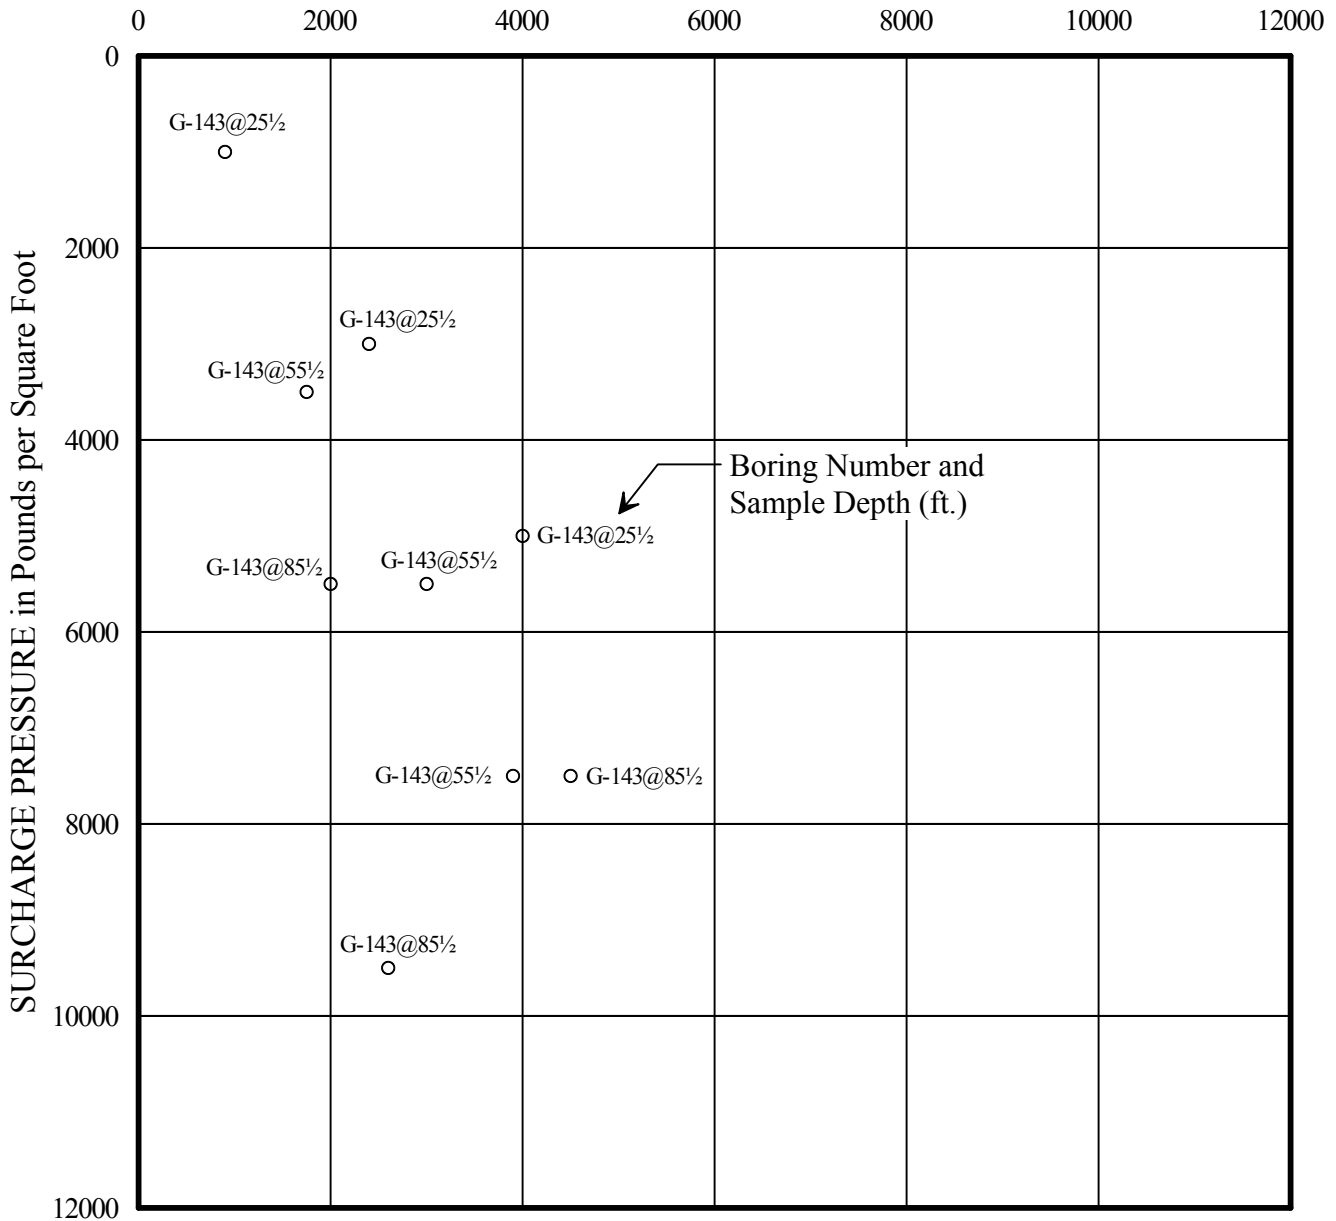 0 2000 4000 6000 8000 10000 12000
0
G-143@25½
2000
G-143@25½
G-143@55½
4000
Boring Number and
Sample Depth (ft.)
G-143@25½
G-143@55½
G-143@85½
6000
G-143@55½
G-143@85½
8000
G-143@85½
10000
12000
SURCHARGE PRESSURE in Pounds per Square Foot